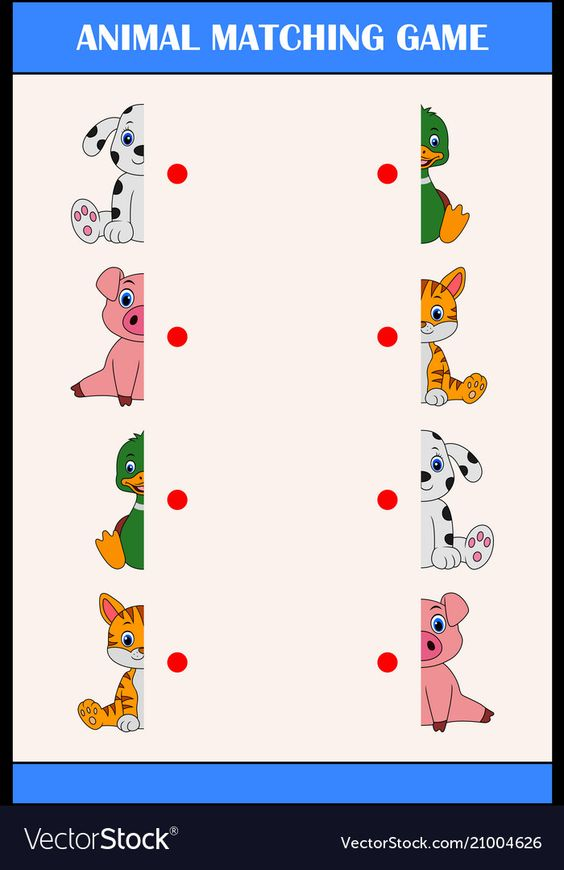 ANIMAL MATCHING GAME
VectorStock®
VectorStock.com/21004626